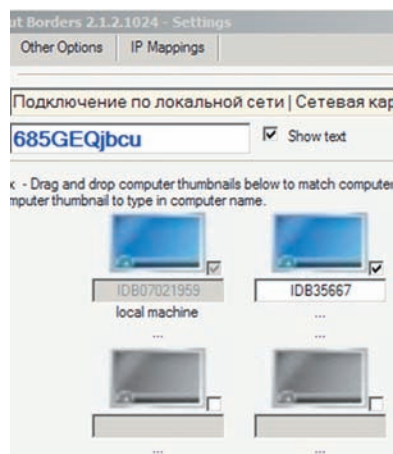 ut Borders 2.1.2.1024 - Settings
Other Options IP Mappings
Подключение по локальной сети | Сетевая кар
685GEQjbcu Show text
x - Drag and drop computer thumbnails below to match computer
mputer thumbnail to type in computer name.
IDB07021959 IDB35667
local machine ...
... ...
... ...